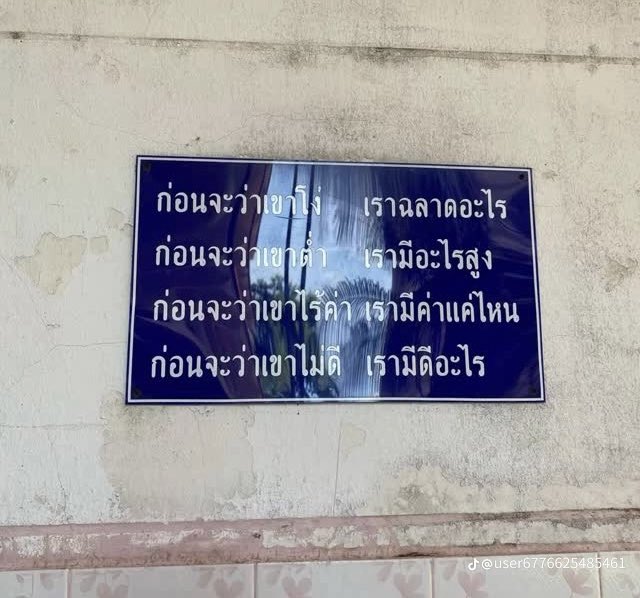 ก่อนจะว่าเขาโง่ เราฉลาดอะไร
ก่อนจะว่าเขาต่ำ เรามีอะไรสูง
ก่อนจะว่าเขาไร้ค่า เรามีค่าแค่ไหน
ก่อนจะว่าเขาไม่ดี เรามีดีอะไร
@user6776625485461